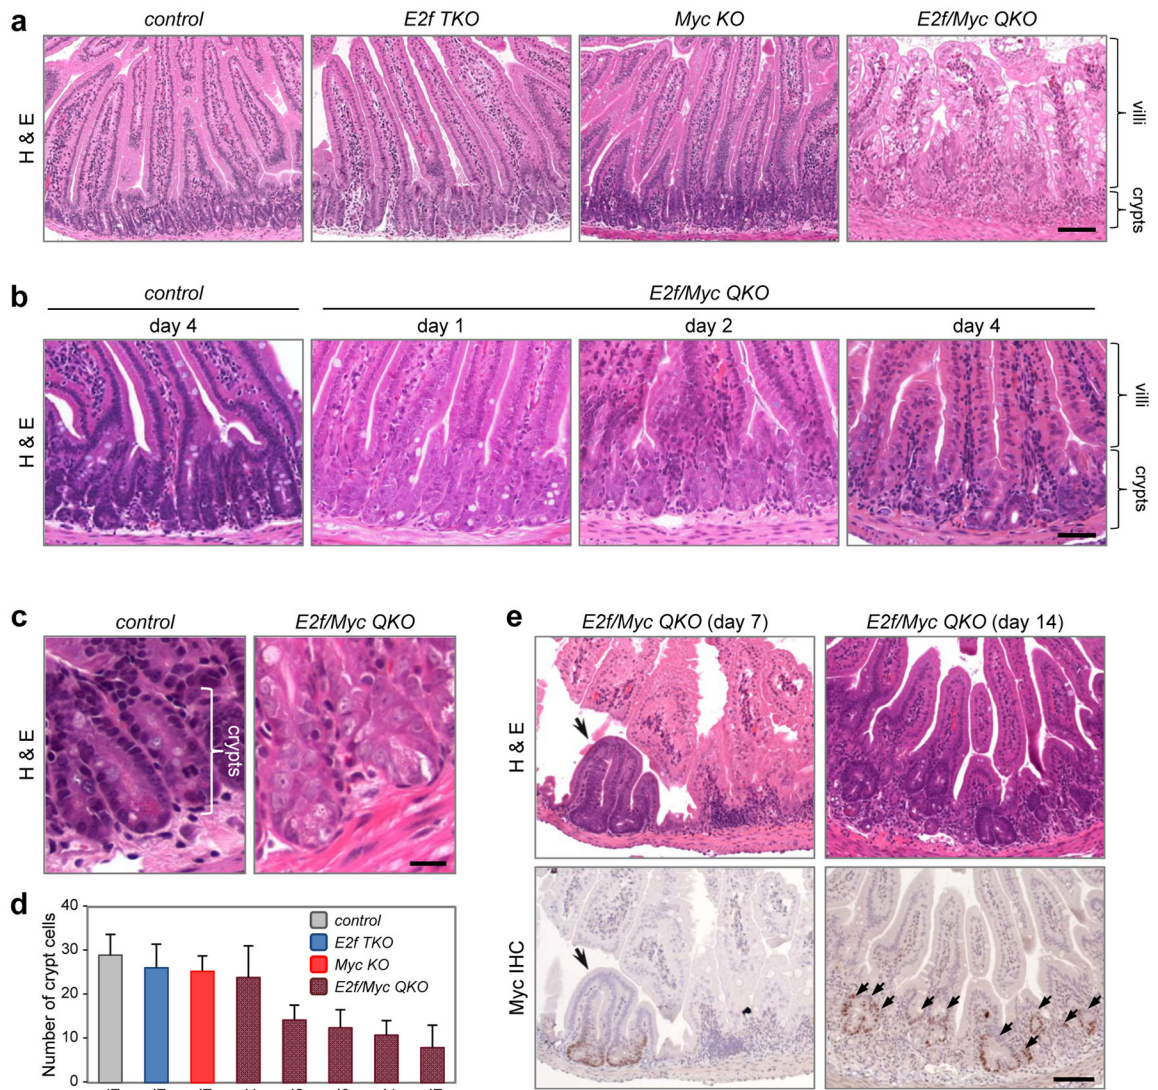 a
control
E2f TKO
Myc KO
E2f/Myc QKO
H & E
villi
crypts
b
control
E2f/Myc QKO
day 4
day 1
day 2
day 4
H & E
villi
crypts
c
control
E2f/Myc QKO
H & E
crypts
d
Number of crypt cells
40
30
20
10
0
control
E2f TKO
Myc KO
E2f/Myc QKO
e
E2f/Myc QKO (day 7)
E2f/Myc QKO (day 14)
H & E
Myc IHC